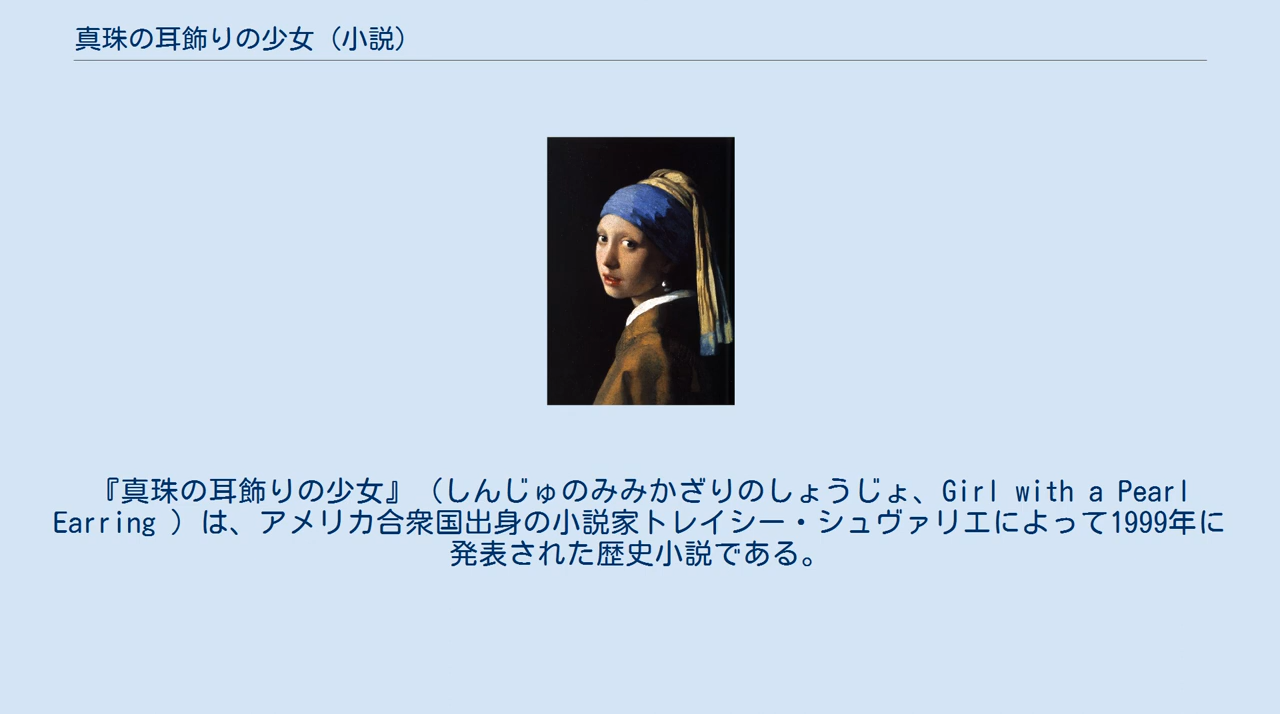 真珠の耳飾りの少女（小説）
『真珠の耳飾りの少女』（しんじゅのみみかざりのしょうじょ、Girl with a Pearl
Earring ）は、アメリカ合衆国出身の小説家トレイシー・シュヴァリエによって1999年に
発表された歴史小説である。